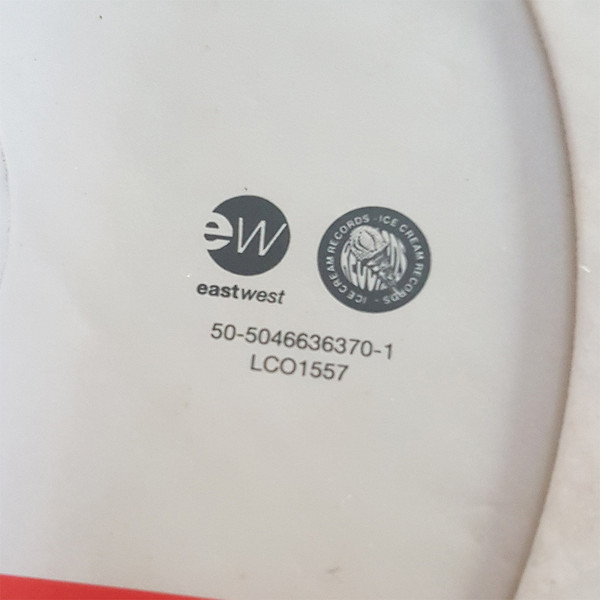 ew
eastwest
ICE CREAM RECORDS - ICE CREAM RECORDS -
50-5046636370-1
LCO1557